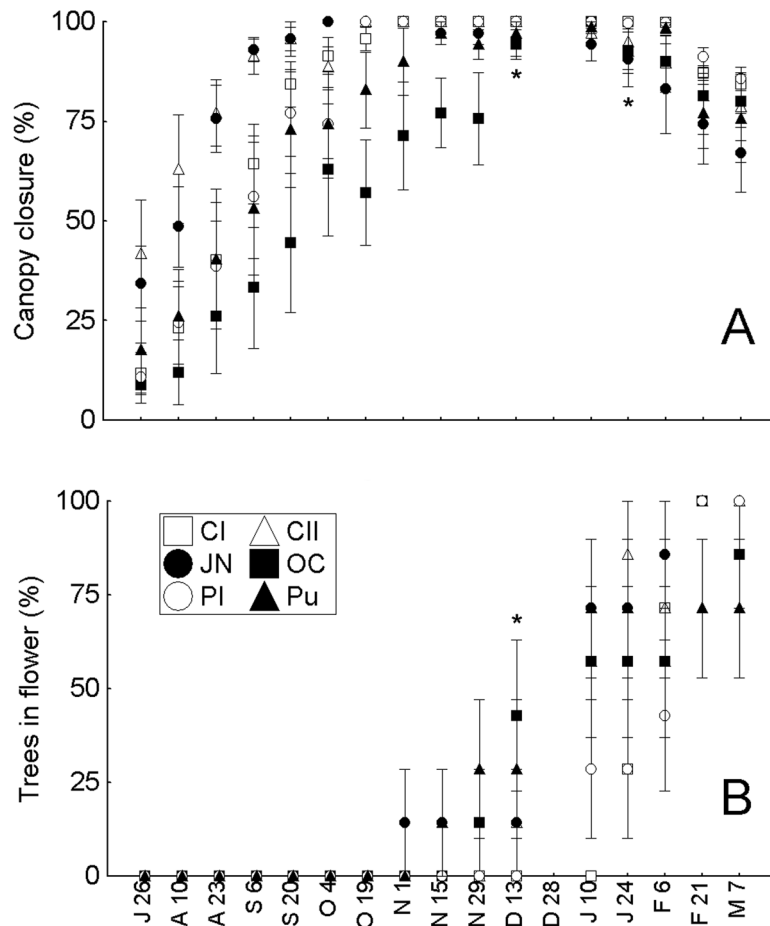 100
75
50
25
0
Canopy closure (%)
*
*
A
100
75
50
25
0
Trees in flower (%)
CI CII
JN OC
PI Pu
*
B
J 26 A 10 A 23 S 6 S 20 O 4 O 19 N 1 N 15 N 29 D 13 D 28 J 10 J 24 F 6 F 21 M 7